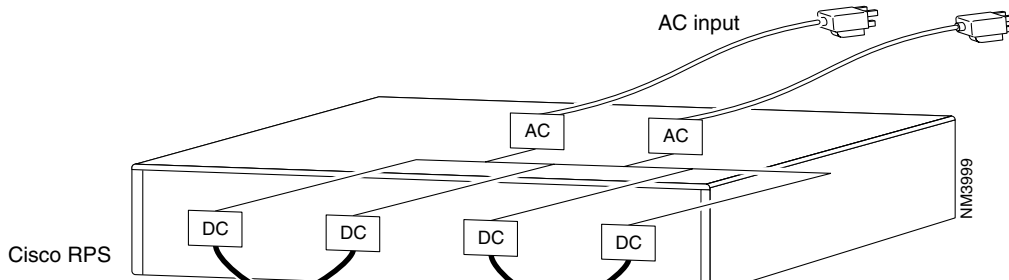 AC input
AC
AC
NM3999
DC
DC
DC
DC
Cisco RPS